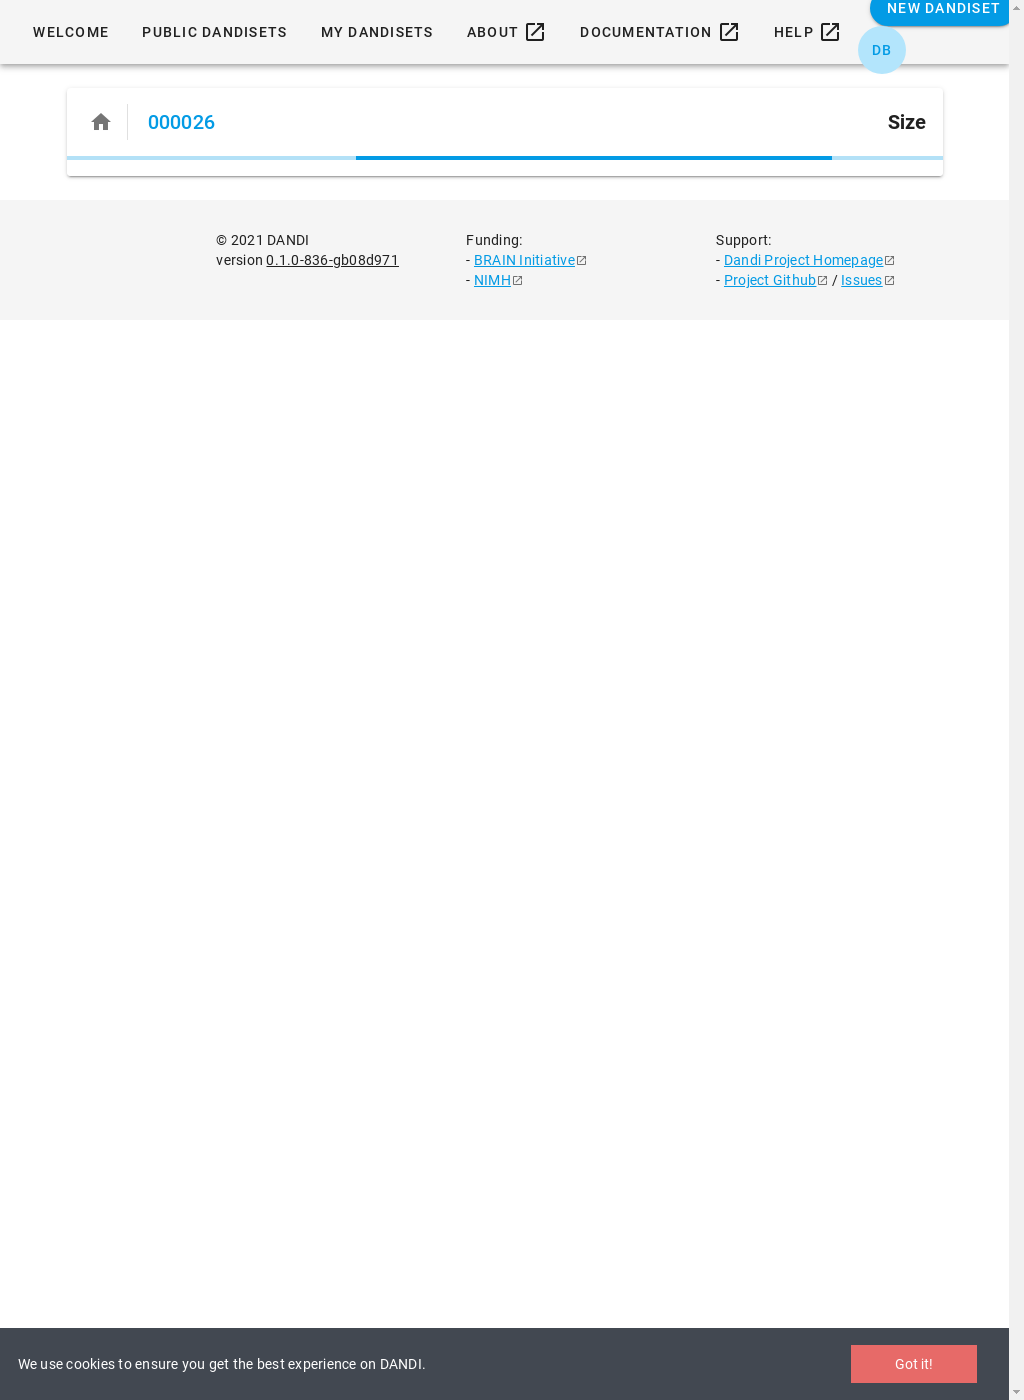 NEW DANDISET
WELCOME PUBLIC DANDISETS MY DANDISETS ABOUT DOCUMENTATION HELP
DB
000026 Size
© 2021 DANDI
version 0.1.0-836-gb08d971
Funding:
- BRAIN Initiative
- NIMH
Support:
- Dandi Project Homepage
- Project Github / Issues
We use cookies to ensure you get the best experience on DANDI. Got it!